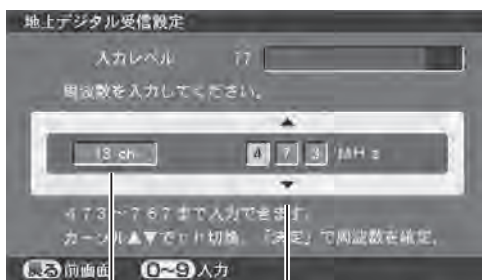 地上デジタル受信設定
入力レベル 77
周波数を入力してください。
▲
13 ch 4 7 3 MHz
▼
473～767まで入力できます。
カーソル▲▼でch切換、「決定」で周波数を確定。
戻る 前画面 0～9 入力